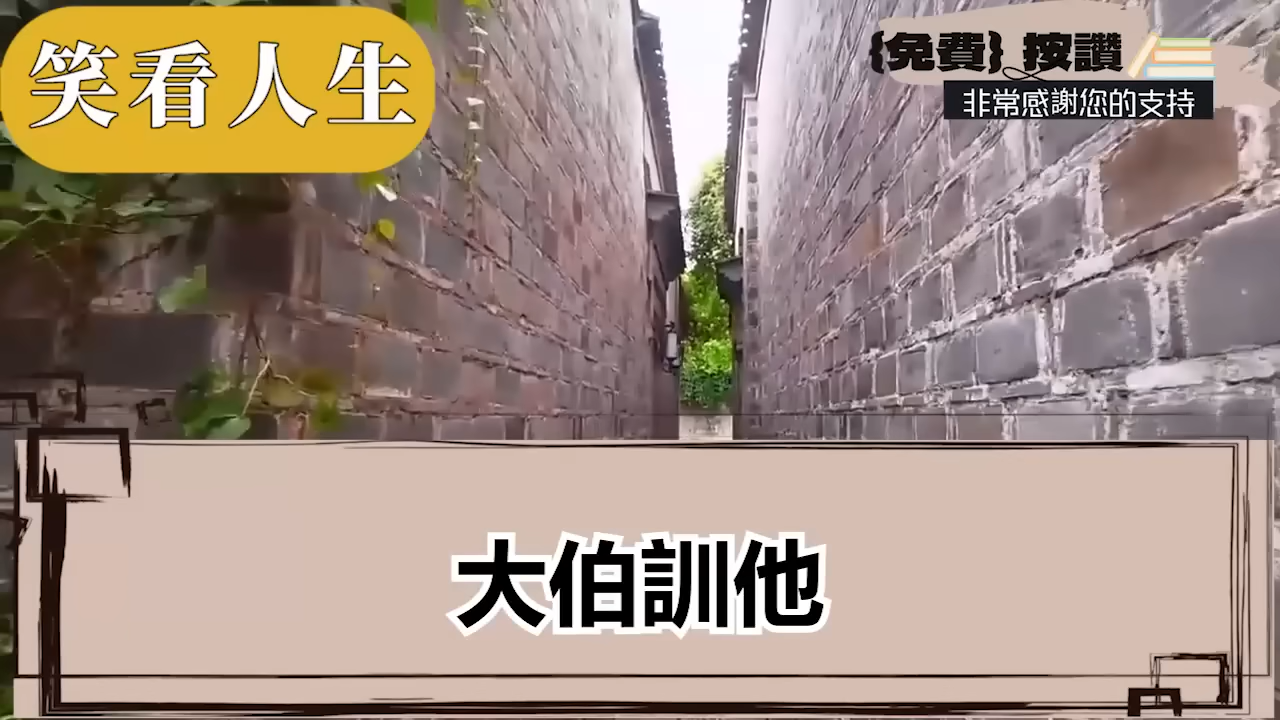 笑看人生
{免費} 按讚
非常感謝您的支持
大伯訓他